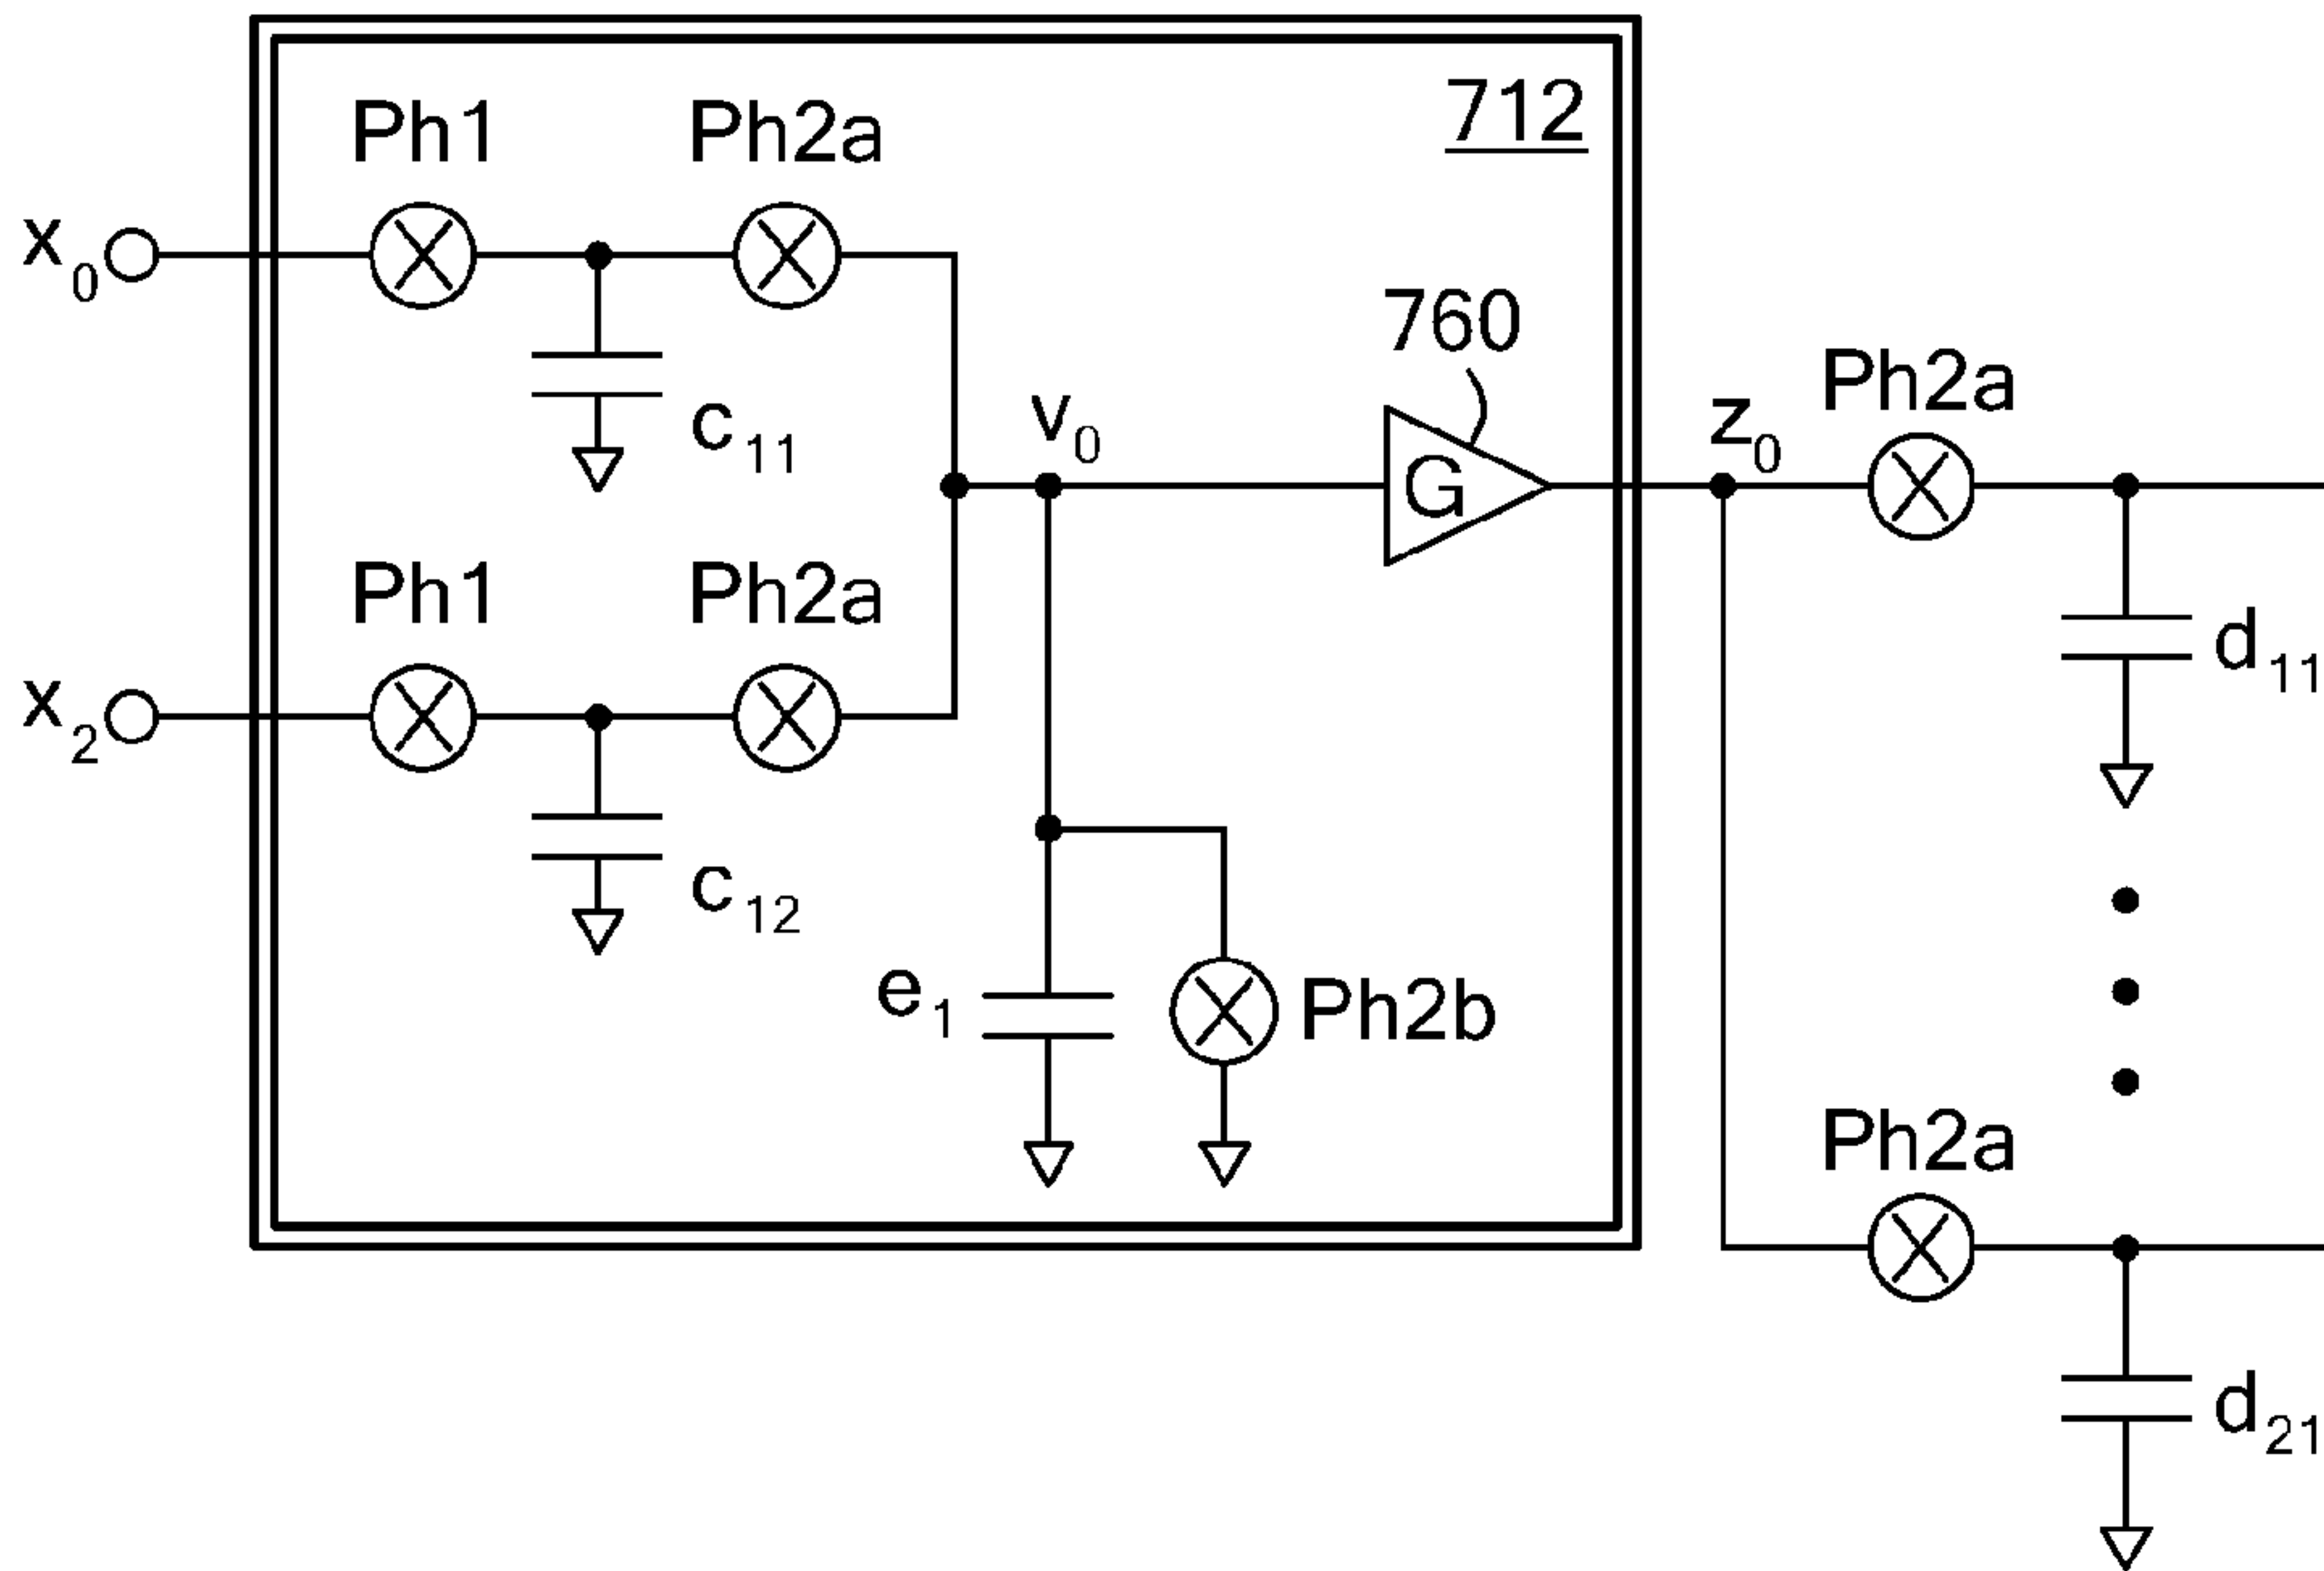 712
Ph1 Ph2a
x₀
760
c₁₁
v₀
G
z₀
Ph2a
d₁₁
Ph1 Ph2a
x₂
c₁₂
e₁
Ph2b
Ph2a
d₂₁